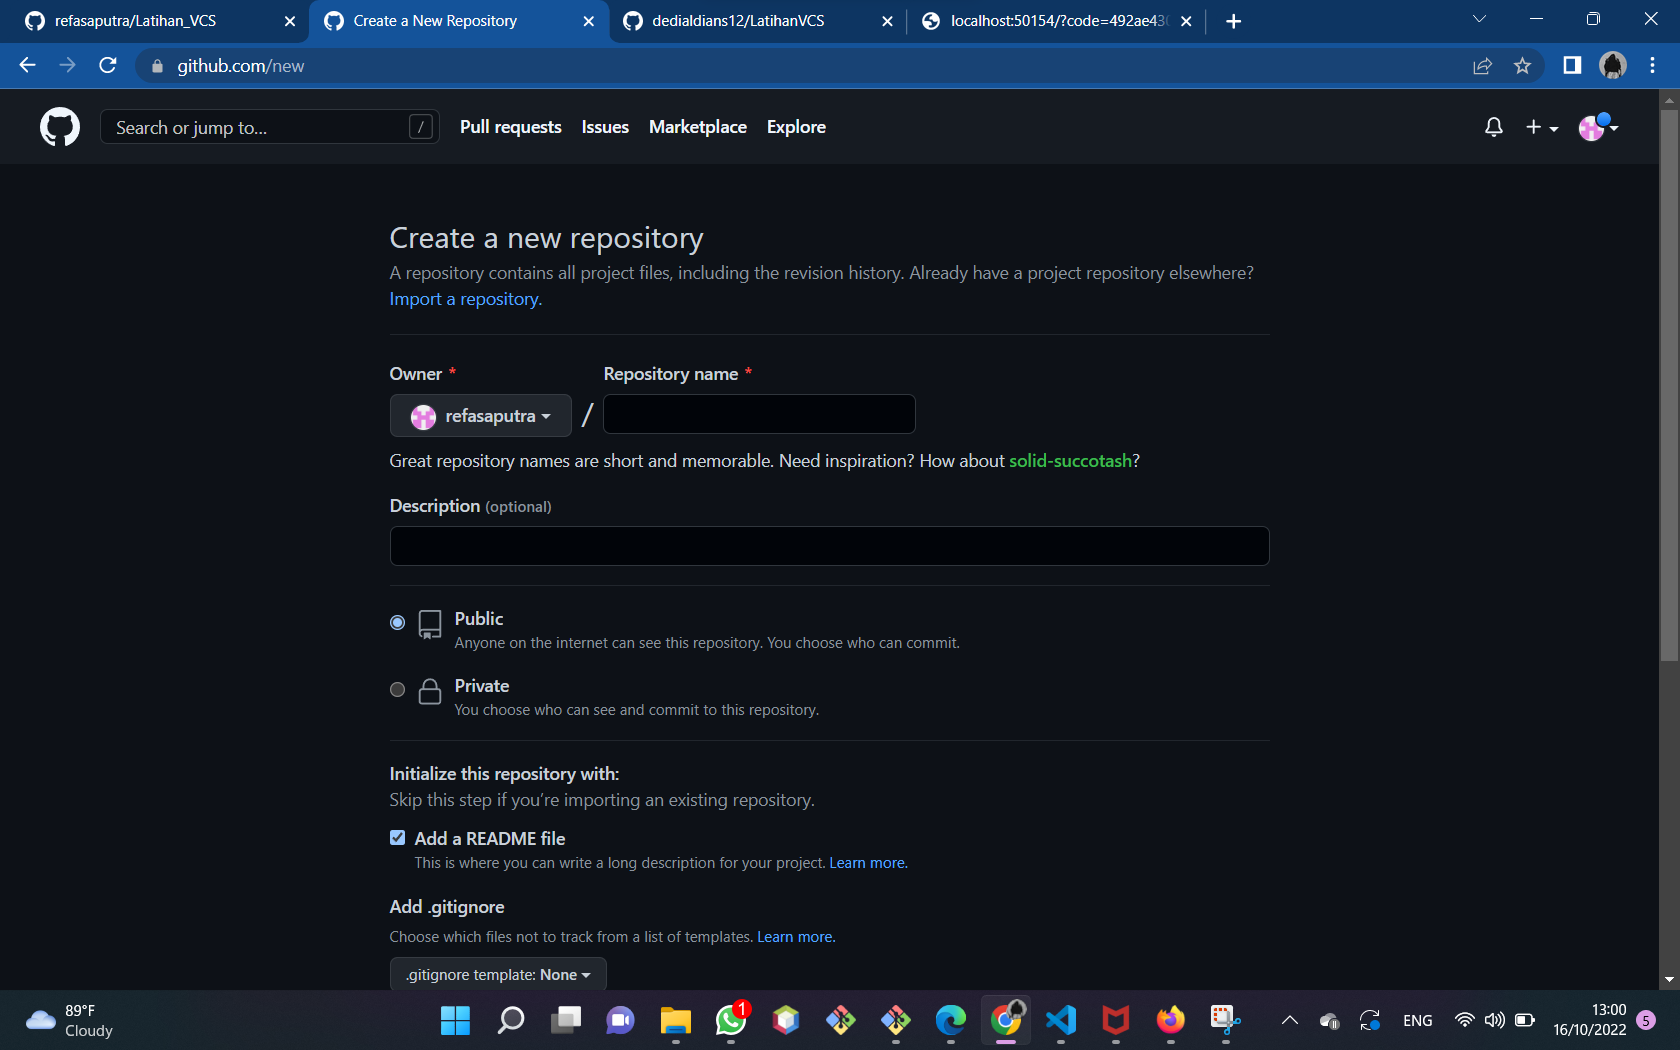 refasaputra/Latihan_VCS
Create a New Repository
dedialdians12/LatihanVCS
localhost:50154/?code=492ae43
github.com/new
Search or jump to...
/
Pull requests
Issues
Marketplace
Explore
Create a new repository
A repository contains all project files, including the revision history. Already have a project repository elsewhere?
Import a repository.
Owner *
Repository name *
refasaputra
/
Great repository names are short and memorable. Need inspiration? How about solid-succotash?
Description (optional)
Public
Anyone on the internet can see this repository. You choose who can commit.
Private
You choose who can see and commit to this repository.
Initialize this repository with:
Skip this step if you’re importing an existing repository.
Add a README file
This is where you can write a long description for your project. Learn more.
Add .gitignore
Choose which files not to track from a list of templates. Learn more.
.gitignore template: None
89°F
Cloudy
1
ENG
13:00
16/10/2022
5